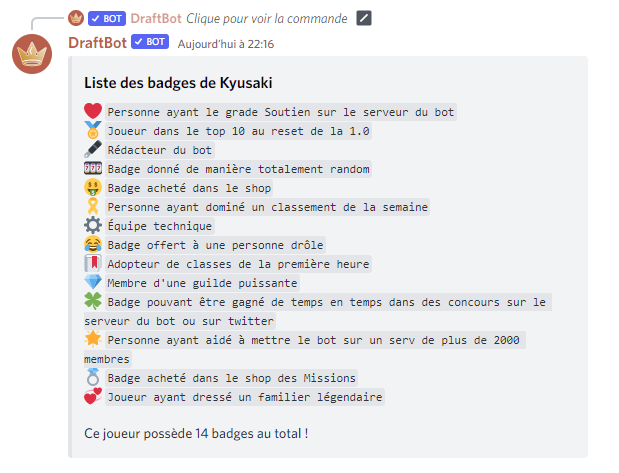 BOT DraftBot Clique pour voir la commande
DraftBot BOT Aujourd'hui à 22:16
Liste des badges de Kyusaki
Personne ayant le grade Soutien sur le serveur du bot
Joueur dans le top 10 au reset de la 1.0
Rédacteur du bot
Badge donné de manière totalement random
Badge acheté dans le shop
Personne ayant dominé un classement de la semaine
Équipe technique
Badge offert à une personne drôle
Adopteur de classes de la première heure
Membre d'une guilde puissante
Badge pouvant être gagné de temps en temps dans des concours sur le
serveur du bot ou sur twitter
Personne ayant aidé à mettre le bot sur un serv de plus de 2000
membres
Badge acheté dans le shop des Missions
Joueur ayant dressé un familier légendaire
Ce joueur possède 14 badges au total !